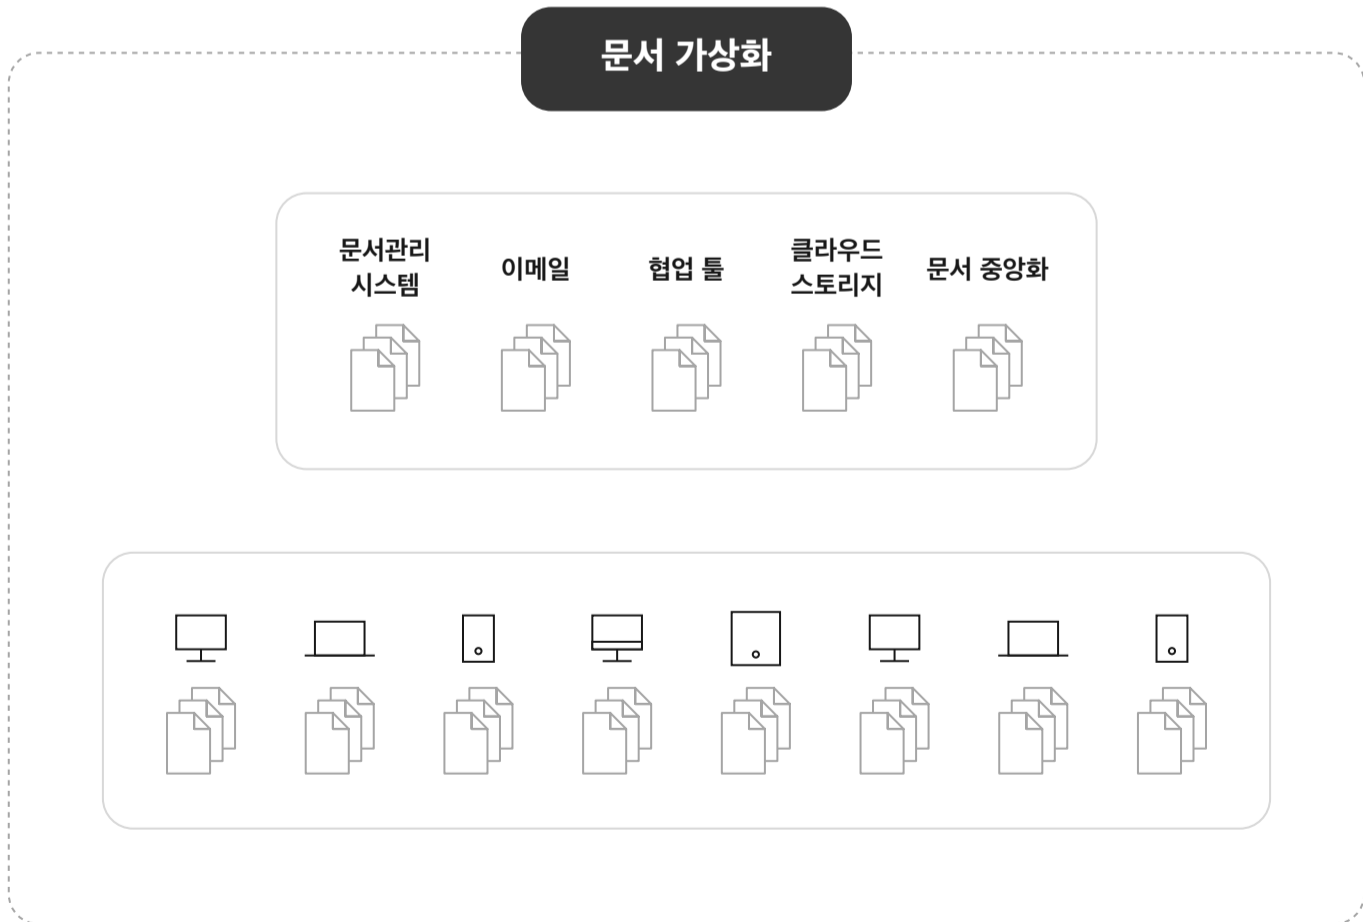 문서 가상화
문서관리
시스템
이메일
협업 툴
클라우드
스토리지
문서 중앙화